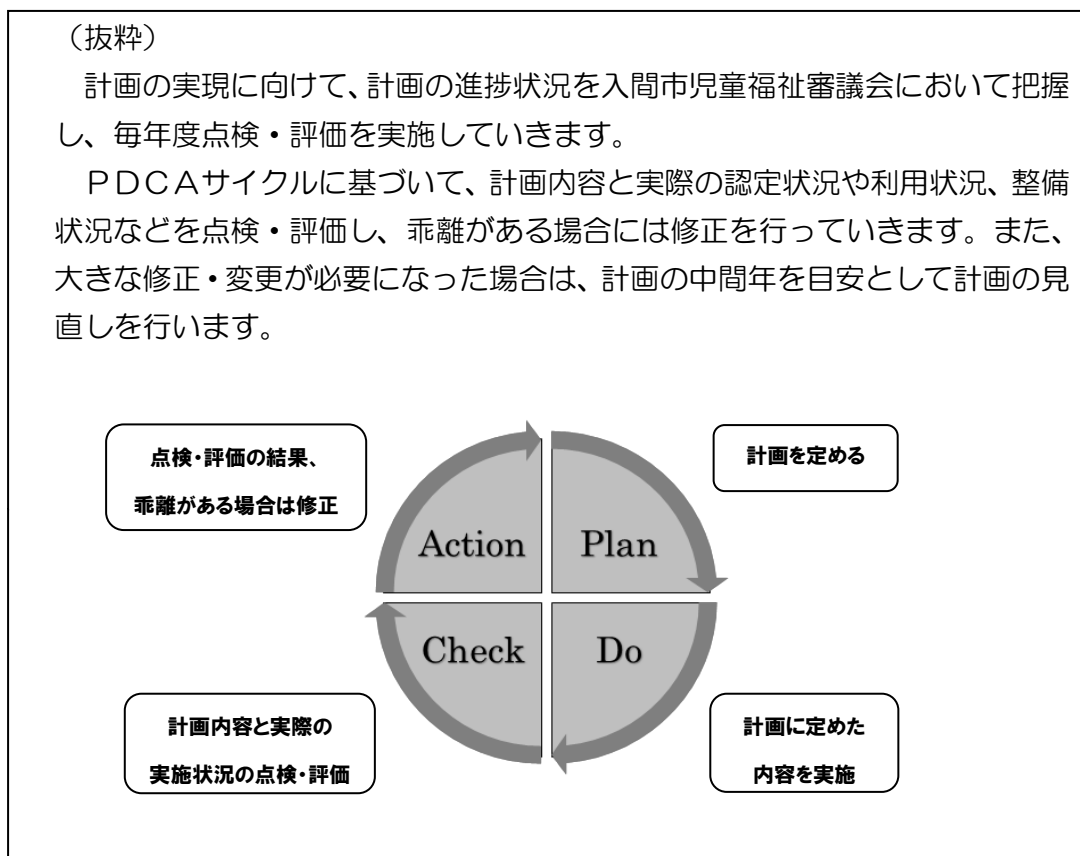 (抜粋)
　計画の実現に向けて、計画の進捗状況を入間市児童福祉審議会において把握
し、毎年度点検・評価を実施していきます。
　ＰＤＣＡサイクルに基づいて、計画内容と実際の認定状況や利用状況、整備
状況などを点検・評価し、乖離がある場合には修正を行っていきます。また、
大きな修正・変更が必要になった場合は、計画の中間年を目安として計画の見
直しを行います。
点検・評価の結果、
乖離がある場合は修正
計画を定める
Action
Plan
Check
Do
計画内容と実際の
実施状況の点検・評価
計画に定めた
内容を実施